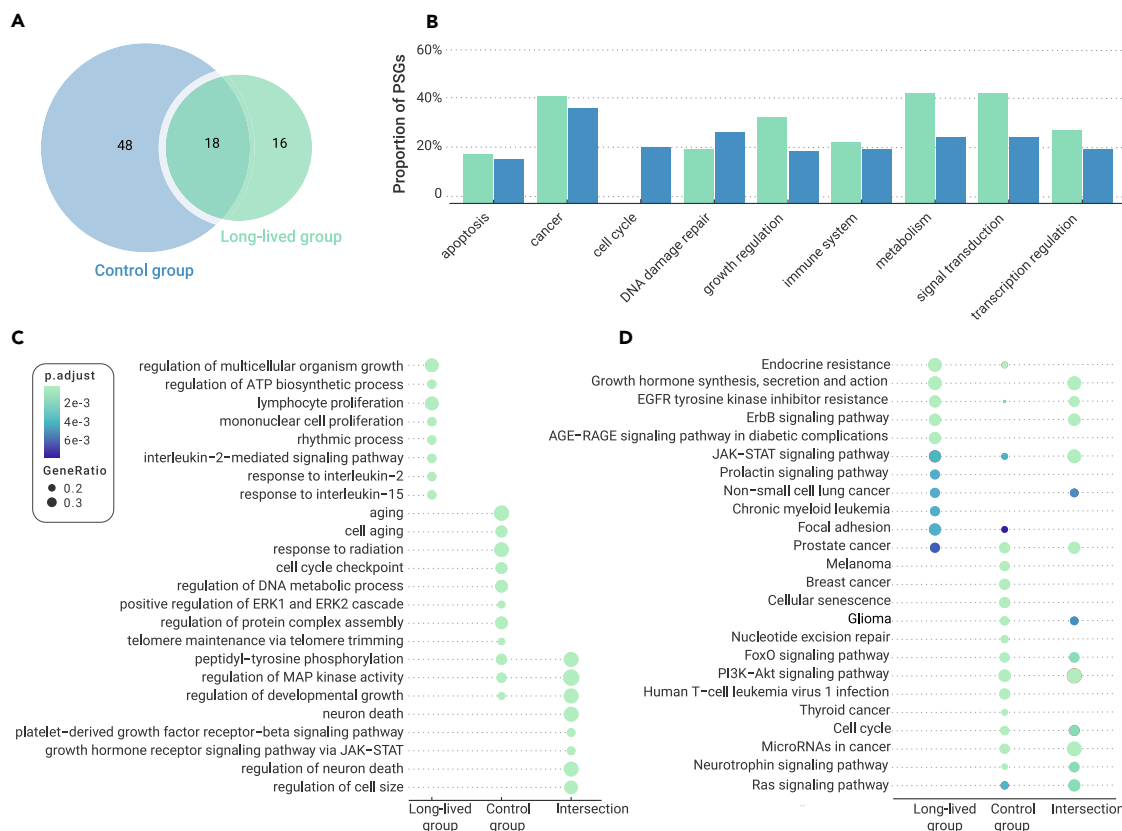 A
48
18
16
Long-lived group
Control group
B
Proportion of PSGs
60%
40%
20%
0
apoptosis
cancer
cell cycle
DNA damage repair
growth regulation
immune system
metabolism
signal transduction
transcription regulation
C
p.adjust
2e-3
4e-3
6e-3
GeneRatio
0.2
0.3
regulation of multicellular organism growth
regulation of ATP biosynthetic process
lymphocyte proliferation
mononuclear cell proliferation
rhythmic process
interleukin-2-mediated signaling pathway
response to interleukin-2
response to interleukin-15
aging
cell aging
response to radiation
cell cycle checkpoint
regulation of DNA metabolic process
positive regulation of ERK1 and ERK2 cascade
regulation of protein complex assembly
telomere maintenance via telomere trimming
peptidyl-tyrosine phosphorylation
regulation of MAP kinase activity
regulation of developmental growth
neuron death
platelet-derived growth factor receptor-beta signaling pathway
growth hormone receptor signaling pathway via JAK-STAT
regulation of neuron death
regulation of cell size
Long-lived
group
Control
group
Intersection
D
Endocrine resistance
Growth hormone synthesis, secretion and action
EGFR tyrosine kinase inhibitor resistance
ErbB signaling pathway
AGE-RAGE signaling pathway in diabetic complications
JAK-STAT signaling pathway
Prolactin signaling pathway
Non-small cell lung cancer
Chronic myeloid leukemia
Focal adhesion
Prostate cancer
Melanoma
Breast cancer
Cellular senescence
Glioma
Nucleotide excision repair
FoxO signaling pathway
PI3K-Akt signaling pathway
Human T-cell leukemia virus 1 infection
Thyroid cancer
Cell cycle
MicroRNAs in cancer
Neurotrophin signaling pathway
Ras signaling pathway
Long-lived
group
Control
group
Intersection